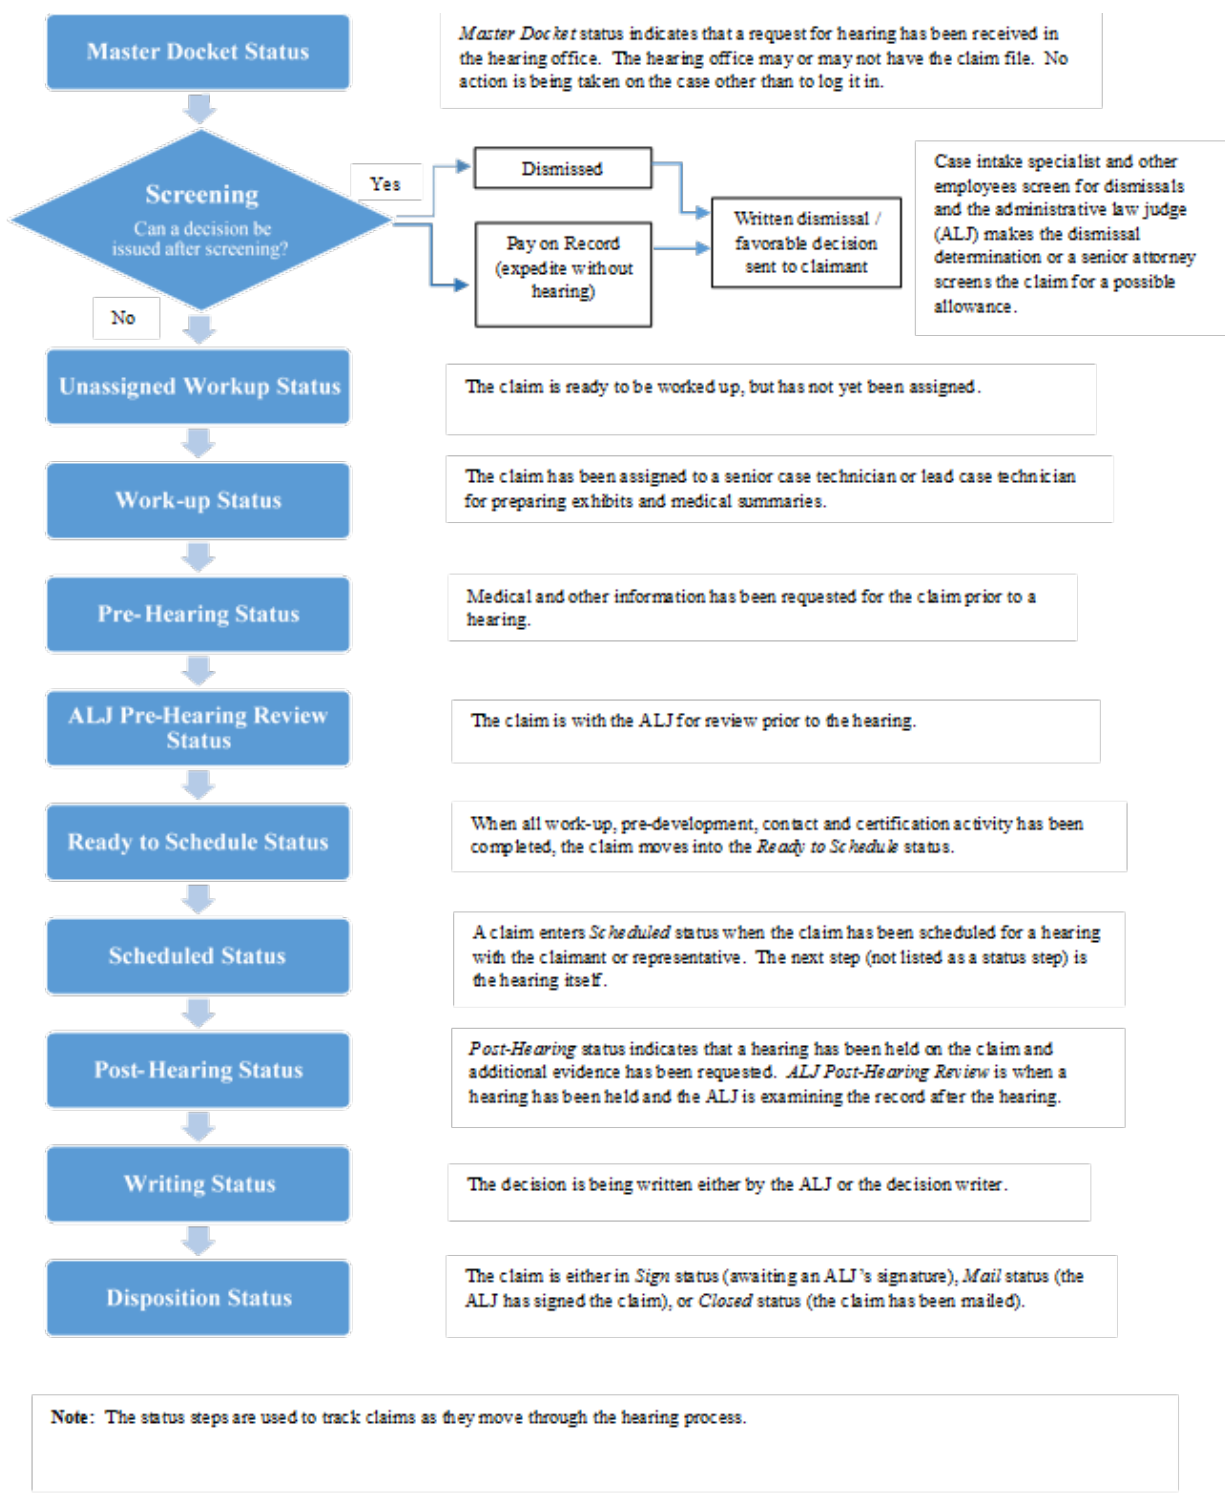 Master Docket Status
Master Docket status indicates that a request for hearing has been received in
the hearing office. The hearing office may or may not have the claim file. No
action is being taken on the case other than to log it in.
Screening
Can a decision be
issued after screening?
Yes
Dismissed
Pay on Record
(expedite without
hearing)
Written dismissal /
favorable decision
sent to claimant
Case intake specialist and other
employees screen for dismissals
and the administrative law judge
(ALJ) makes the dismissal
determination or a senior attorney
screens the claim for a possible
allowance.
No
Unassigned Workup Status
The claim is ready to be worked up, but has not yet been assigned.
Work-up Status
The claim has been assigned to a senior case technician or lead case technician
for preparing exhibits and medical summaries.
Pre-Hearing Status
Medical and other information has been requested for the claim prior to a
hearing.
ALJ Pre-Hearing Review
Status
The claim is with the ALJ for review prior to the hearing.
Ready to Schedule Status
When all work-up, pre-development, contact and certification activity has been
completed, the claim moves into the Ready to Schedule status.
Scheduled Status
A claim enters Scheduled status when the claim has been scheduled for a hearing
with the claimant or representative. The next step (not listed as a status step) is
the hearing itself.
Post-Hearing Status
Post-Hearing status indicates that a hearing has been held on the claim and
additional evidence has been requested. ALJ Post-Hearing Review is when a
hearing has been held and the ALJ is examining the record after the hearing.
Writing Status
The decision is being written either by the ALJ or the decision writer.
Disposition Status
The claim is either in Sign status (awaiting an ALJ's signature), Mail status (the
ALJ has signed the claim), or Closed status (the claim has been mailed).
Note: The status steps are used to track claims as they move through the hearing process.